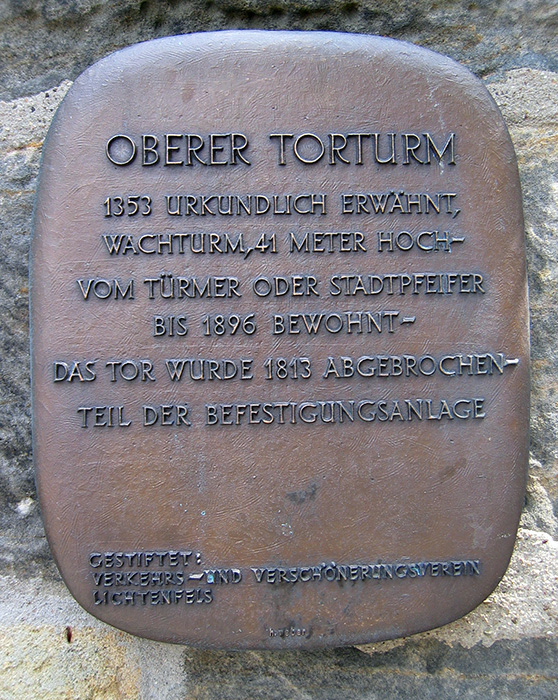 OBERER TORTURM
1353 URKUNDLICH ERWÄHNT,
WACHTURM, 41 METER HOCH-
VOM TÜRMER ODER STADTPFEIFER
BIS 1896 BEWOHNT-
DAS TOR WURDE 1813 ABGEBROCHEN-
TEIL DER BEFESTIGUNGSANLAGE
GESTIFTET:
VERKEHRS-UND VERSCHÖNERUNGSVEREIN
LICHTENFELS